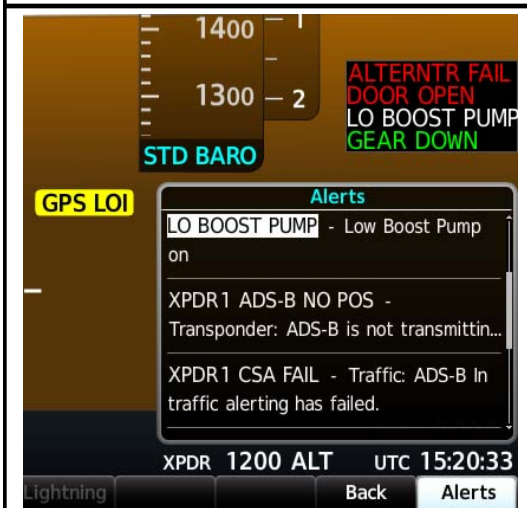 1400
1
1300
2
STD BARO
ALTERNTR FAIL
DOOR OPEN
LO BOOST PUMP
GEAR DOWN
GPS LOI
Alerts
LO BOOST PUMP - Low Boost Pump
on
XPDR1 ADS-B NO POS -
Transponder: ADS-B is not transmittin...
XPDR1 CSA FAIL - Traffic: ADS-B In
traffic alerting has failed.
XPDR 1200 ALT UTC 15:20:33
Lightning Back Alerts